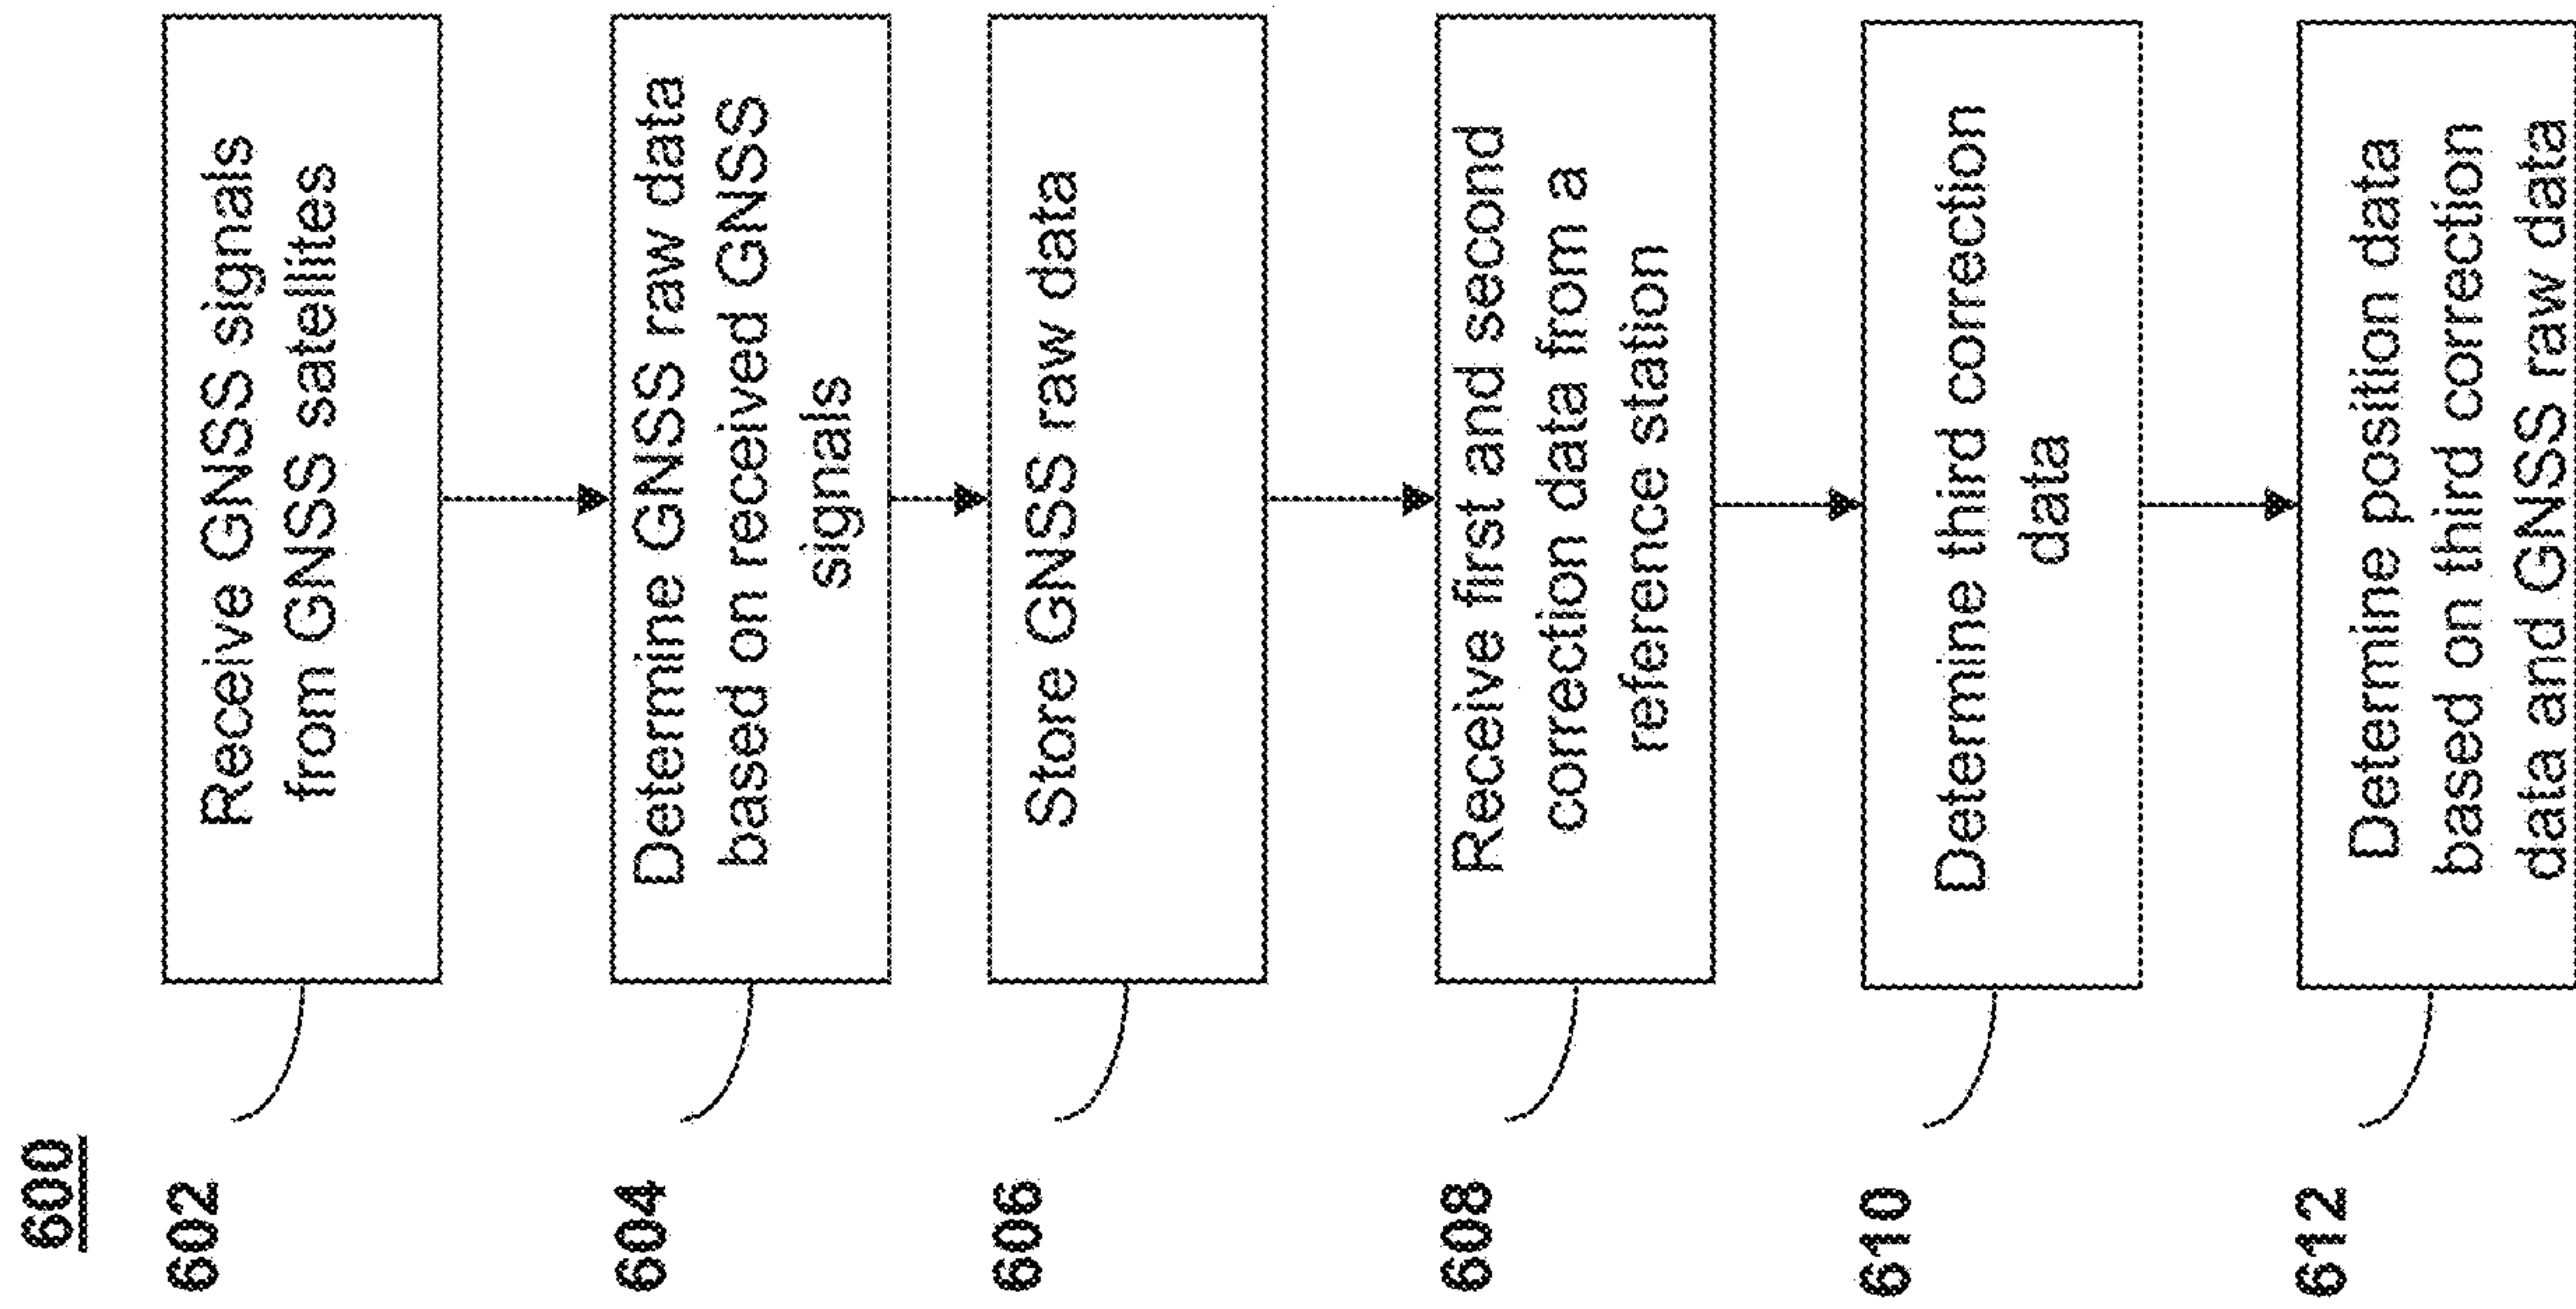 600
602
Receive GNSS signals
from GNSS satellites
604
Determine GNSS raw data
based on received GNSS
signals
606
Store GNSS raw data
608
Receive first and second
correction data from a
reference station
610
Determine third correction
data
612
Determine position data
based on third correction
data and GNSS raw data